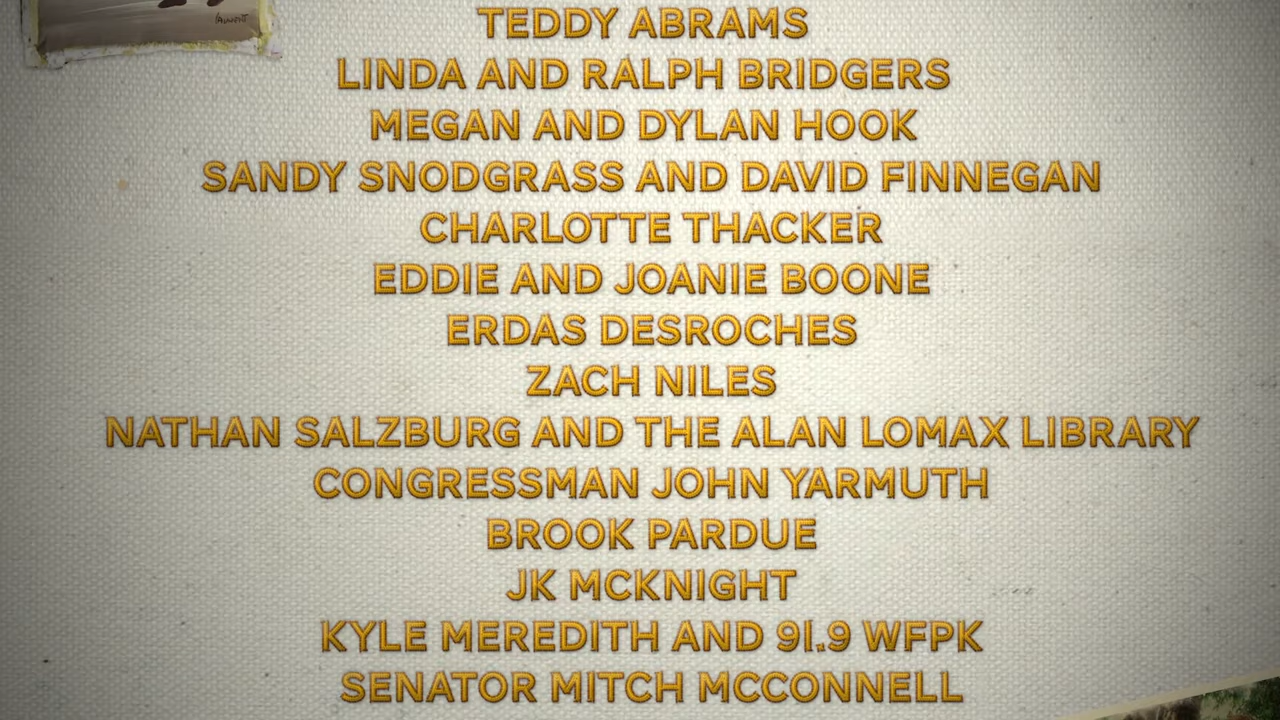 TEDDY ABRAMS
LINDA AND RALPH BRIDGERS
MEGAN AND DYLAN HOOK
SANDY SNODGRASS AND DAVID FINNEGAN
CHARLOTTE THACKER
EDDIE AND JOANIE BOONE
ERDAS DESROCHES
ZACH NILES
NATHAN SALZBURG AND THE ALAN LOMAX LIBRARY
CONGRESSMAN JOHN YARMUTH
BROOK PARDUE
JK MCKNIGHT
KYLE MEREDITH AND 91.9 WFPK
SENATOR MITCH MCCONNELL